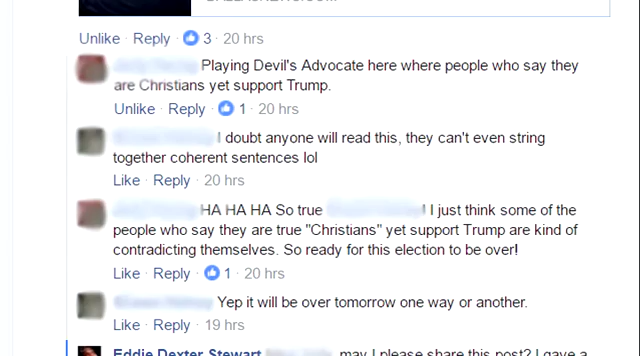 Unlike · Reply · 3 · 20 hrs
Playing Devil's Advocate here where people who say they
are Christians yet support Trump.
Unlike · Reply · 1 · 20 hrs
I doubt anyone will read this, they can't even string
together coherent sentences lol
Like · Reply · 20 hrs
HA HA HA So true ! I just think some of the
people who say they are true "Christians" yet support Trump are kind of
contradicting themselves. So ready for this election to be over!
Like · Reply · 1 · 20 hrs
Yep it will be over tomorrow one way or another.
Like · Reply · 19 hrs
Eddie Dexter Stewart , may I please share this post? I gave a